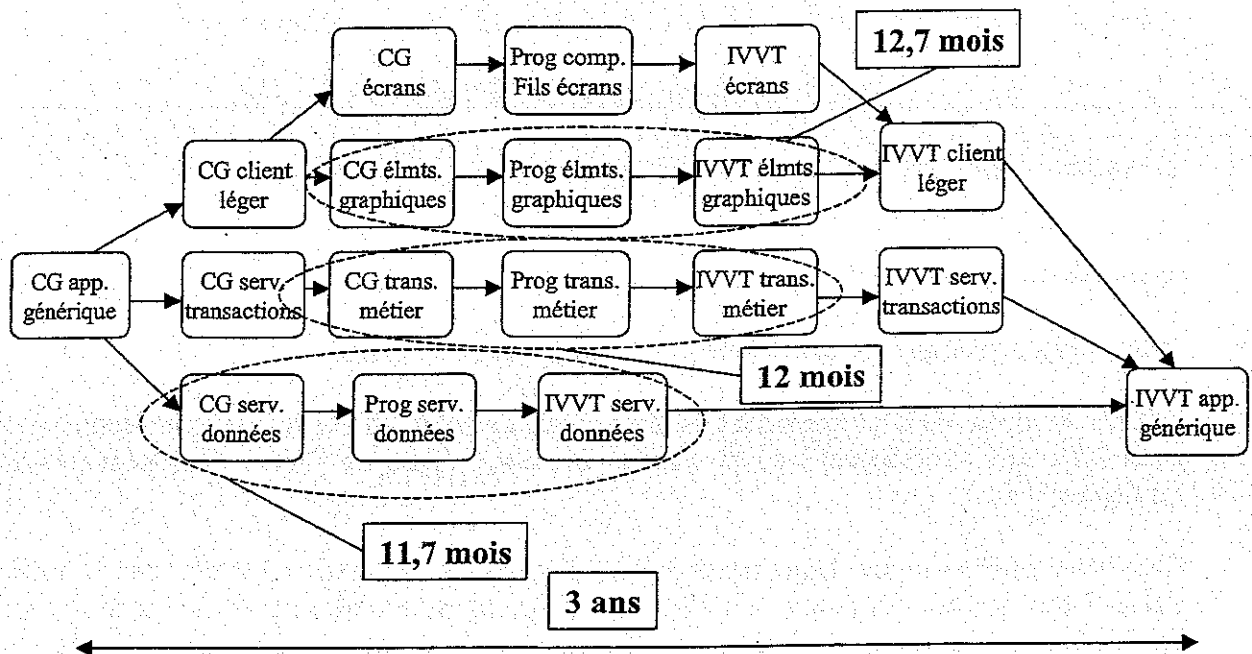 12,7 mois
CG
écrans
Prog comp.
Fils écrans
IVVT
écrans
CG client
léger
CG élmts.
graphiques
Prog élmts.
graphiques
IVVT élmts.
graphiques
IVVT client
léger
CG app.
générique
CG serv.
transactions
CG trans.
métier
Prog trans.
métier
IVVT trans.
métier
IVVT serv.
transactions
12 mois
CG serv.
données
Prog serv.
données
IVVT serv.
données
IVVT app.
générique
11,7 mois
3 ans